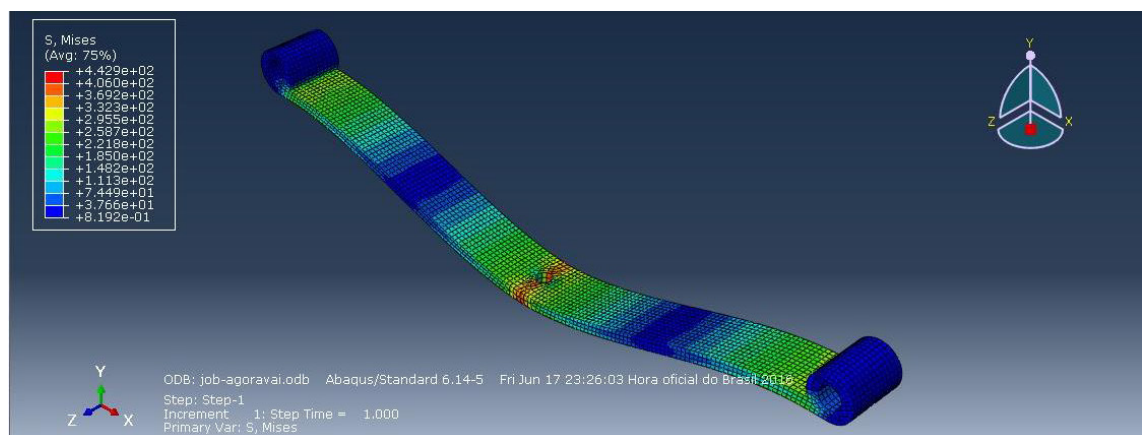 S, Mises
(Avg: 75%)
+4.429e+02
+4.060e+02
+3.692e+02
+3.323e+02
+2.955e+02
+2.587e+02
+2.218e+02
+1.850e+02
+1.482e+02
+1.113e+02
+7.449e+01
+3.766e+01
+8.192e-01
Y
Z X
ODB: job-agoravai.odb Abaqus/Standard 6.14-5 Fri Jun 17 23:26:03 Hora oficial do Brasil 2016
Step: Step-1
Increment 1: Step Time = 1.000
Primary Var: S, Mises
Y
Z X